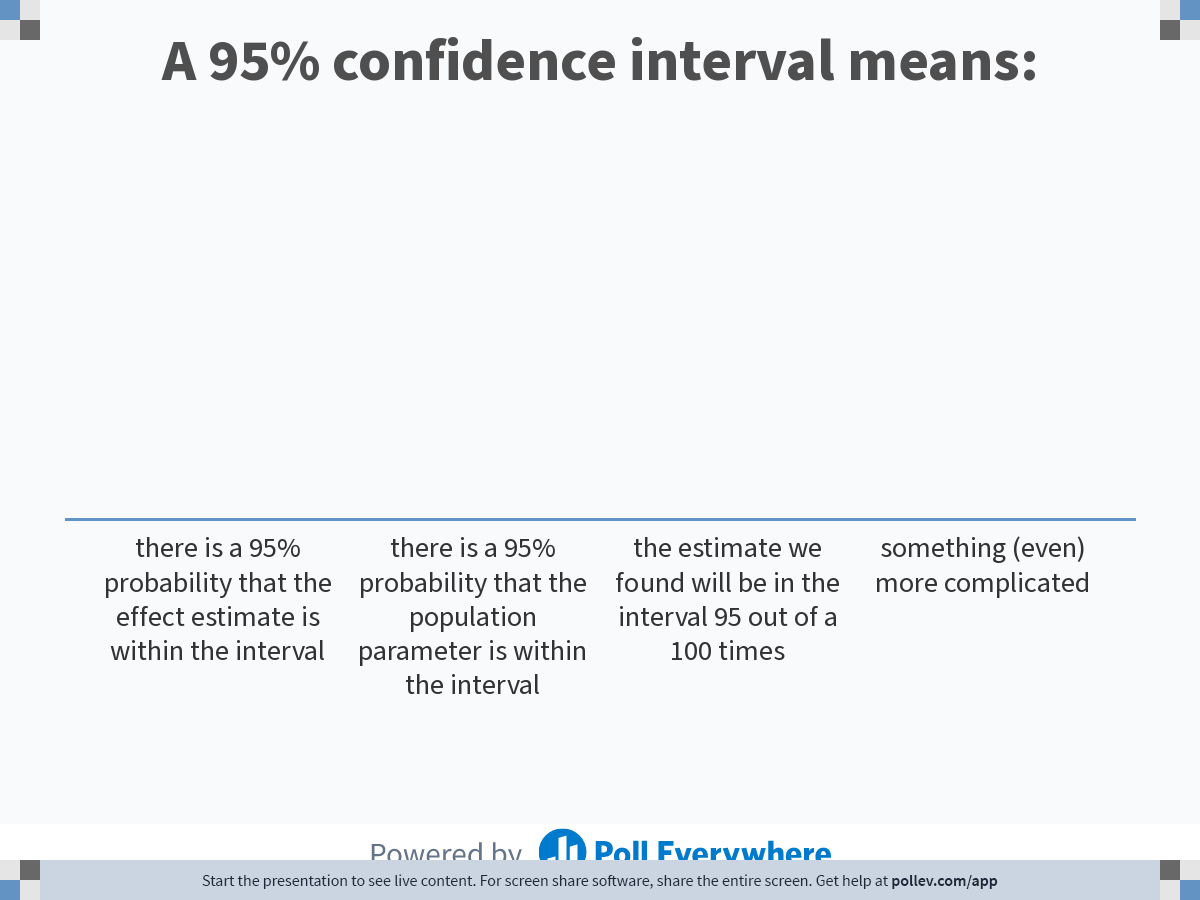 A 95% confidence interval means:
there is a 95%
probability that the
effect estimate is
within the interval
there is a 95%
probability that the
population
parameter is within
the interval
the estimate we
found will be in the
interval 95 out of a
100 times
something (even)
more complicated
Powered by Poll Everywhere
Start the presentation to see live content. For screen share software, share the entire screen. Get help at pollev.com/app